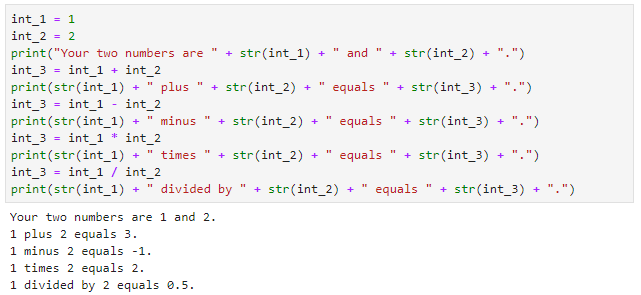 int_1 = 1
int_2 = 2
print("Your two numbers are " + str(int_1) + " and " + str(int_2) + ".")
int_3 = int_1 + int_2
print(str(int_1) + " plus " + str(int_2) + " equals " + str(int_3) + ".")
int_3 = int_1 - int_2
print(str(int_1) + " minus " + str(int_2) + " equals " + str(int_3) + ".")
int_3 = int_1 * int_2
print(str(int_1) + " times " + str(int_2) + " equals " + str(int_3) + ".")
int_3 = int_1 / int_2
print(str(int_1) + " divided by " + str(int_2) + " equals " + str(int_3) + ".")
Your two numbers are 1 and 2.
1 plus 2 equals 3.
1 minus 2 equals -1.
1 times 2 equals 2.
1 divided by 2 equals 0.5.